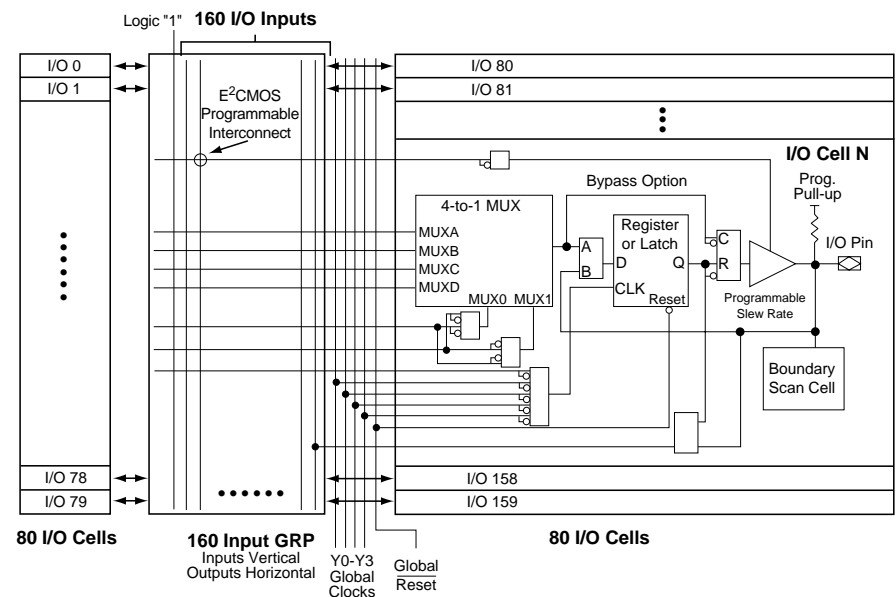 Logic "1"
160 I/O Inputs
I/O 0
I/O 1
I/O 80
I/O 81
E2CMOS
Programmable
Interconnect
I/O Cell N
Prog.
Pull-up
I/O Pin
Bypass Option
4-to-1 MUX
MUXA
MUXB
MUXC
MUXD
MUX0 MUX1
A
B
Register
or Latch
D
Q
CLK
Reset
C
R
Programmable
Slew Rate
Boundary
Scan Cell
I/O 78
I/O 79
I/O 158
I/O 159
80 I/O Cells
160 Input GRP
Inputs Vertical
Outputs Horizontal
Y0-Y3
Global
Clocks
Global
Reset
80 I/O Cells